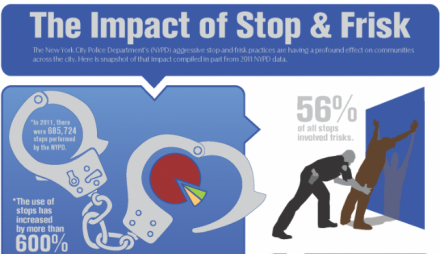 The Impact of Stop & Frisk
The New York City Police Department's (NYPD) aggressive stop-and-frisk practices are having a profound effect on communities
across the city. Here is snapshot of that impact compiled in part from 2011 NYPD data.
*In 2011, there
were 685,724
stops performed
by the NYPD.
56%
of all stops
involved frisks.
*The use of
stops has
increased
by more than
600%